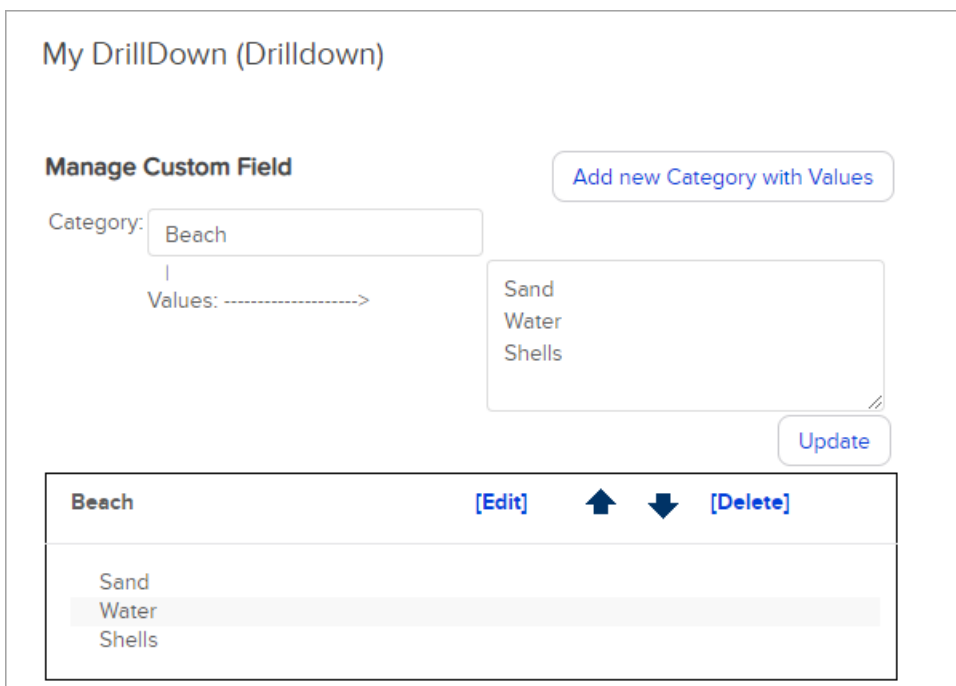 My DrillDown (Drilldown)
Manage Custom Field
Add new Category with Values
Category:
Beach
|
Values: -------------------->
Sand
Water
Shells
Update
Beach [Edit] [Delete]
Sand
Water
Shells